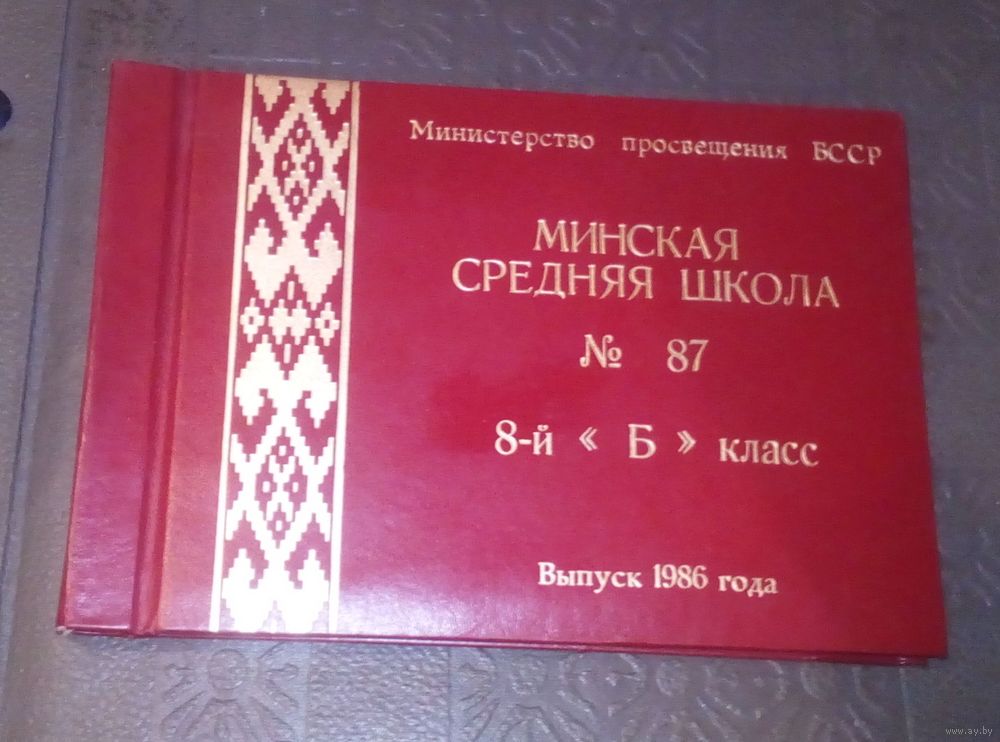 Министерство просвещения БССР
МИНСКАЯ
СРЕДНЯЯ ШКОЛА
№ 87
8-й « Б » класс
Выпуск 1986 года
www.ay.by